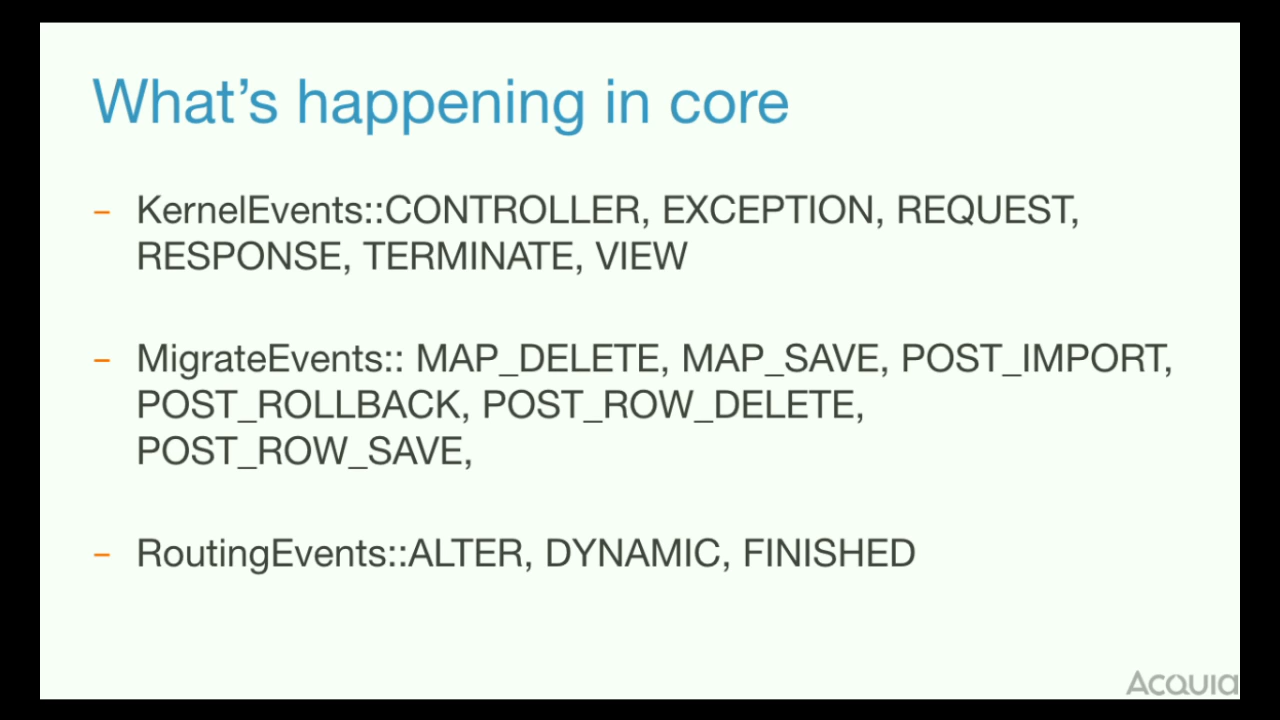 What's happening in core
– KernelEvents::CONTROLLER, EXCEPTION, REQUEST,
RESPONSE, TERMINATE, VIEW
– MigrateEvents:: MAP_DELETE, MAP_SAVE, POST_IMPORT,
POST_ROLLBACK, POST_ROW_DELETE,
POST_ROW_SAVE,
– RoutingEvents::ALTER, DYNAMIC, FINISHED
Acquia